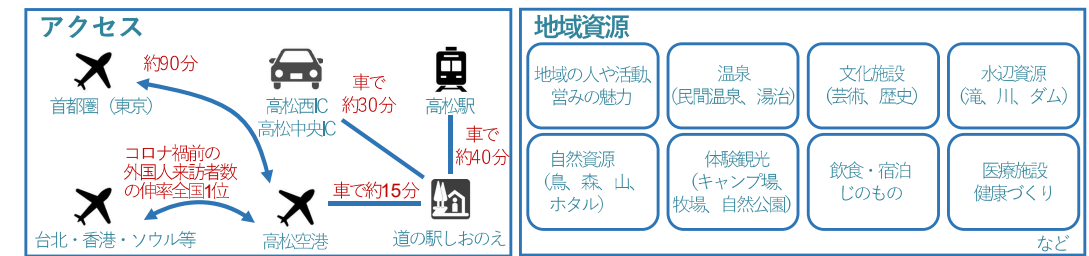 アクセス
約90分
首都圏（東京）
高松西IC
高松中央IC
車で
約30分
高松駅
車で
約40分
コロナ禍前の
外国人来訪者数
の伸率全国1位
車で約15分
台北・香港・ソウル等
高松空港
道の駅しおのえ
地域資源
地域の人や活動、
営みの魅力
温泉
（民間温泉、湯治）
文化施設
（芸術、歴史）
水辺資源
（滝、川、ダム）
自然資源
（鳥、森、山、
ホタル）
体験観光
（キャンプ場、
牧場、自然公園）
飲食・宿泊
じのもの
医療施設
健康づくり
など